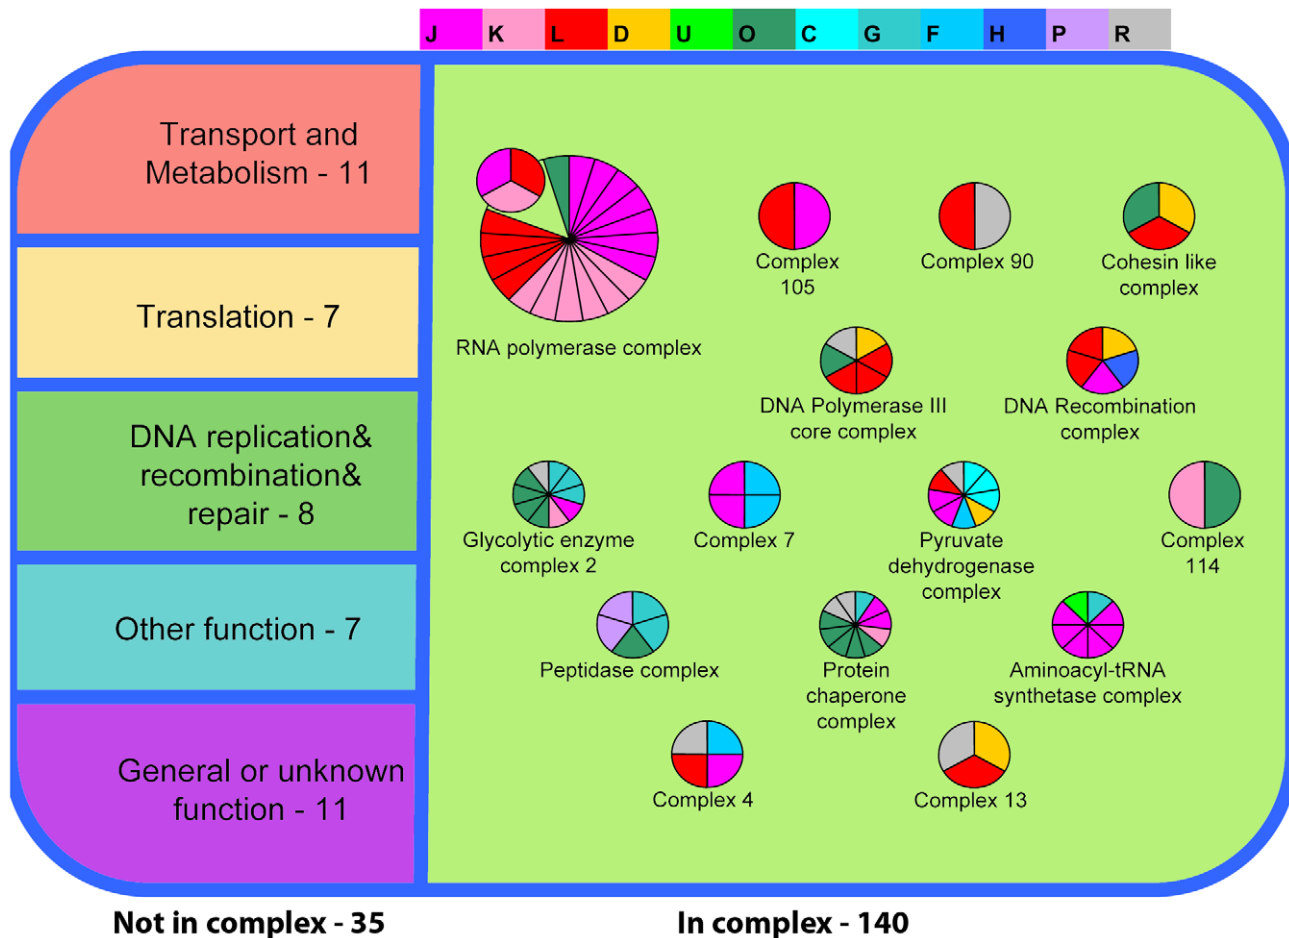 J K L D U O C G F H P R
Transport and
Metabolism - 11
Translation - 7
DNA replication&
recombination&
repair - 8
Other function - 7
General or unknown
function - 11
RNA polymerase complex
Complex
105
Complex 90
Cohesin like
complex
DNA Polymerase III
core complex
DNA Recombination
complex
Glycolytic enzyme
complex 2
Complex 7
Pyruvate
dehydrogenase
complex
Complex
114
Peptidase complex
Protein
chaperone
complex
Aminoacyl-tRNA
synthetase complex
Complex 4
Complex 13
Not in complex - 35
In complex - 140